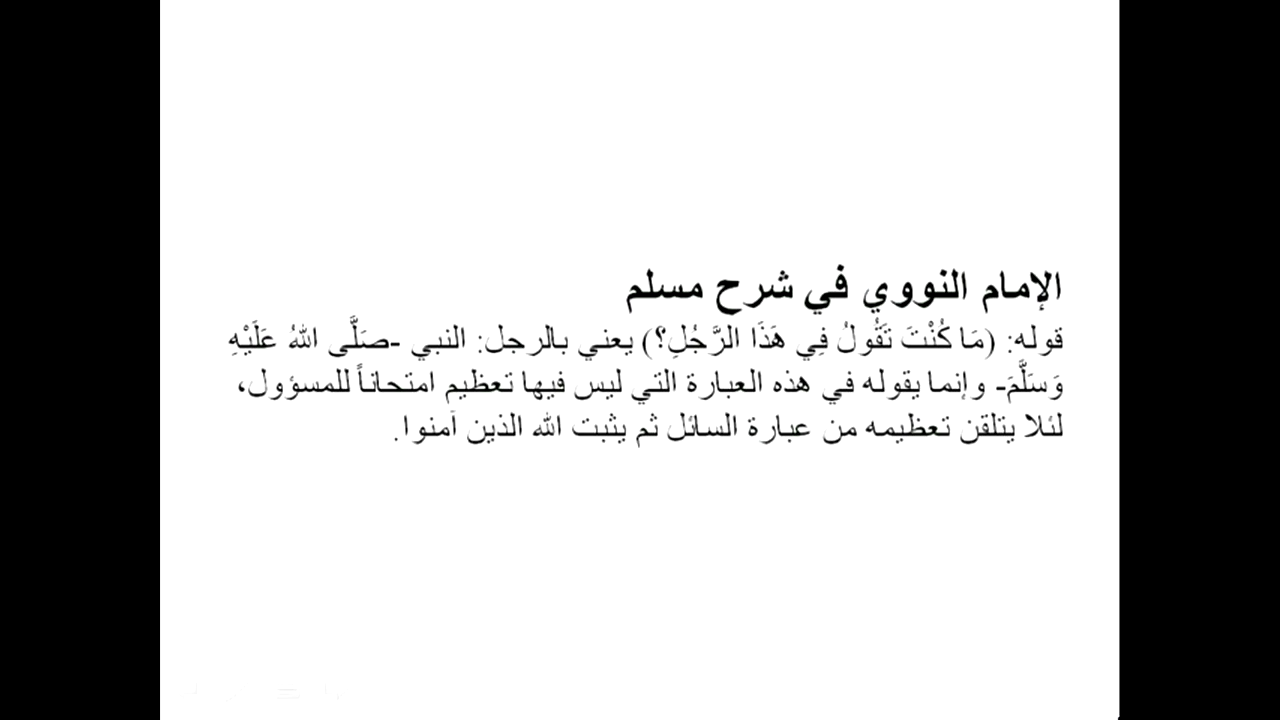 الإمام النووي في شرح مسلم
قوله: (مَا كُنْتَ تَقُولُ فِي هَذَا الرَّجُلِ؟) يعني بالرجل: النبي -صَلَّى اللهُ عَلَيْهِ
وَسَلَّمَ- وإنما يقوله في هذه العبارة التي ليس فيها تعظيم امتحاناً للمسؤول،
لئلا يتلقن تعظيمه من عبارة السائل ثم يثبت الله الذين آمنوا.